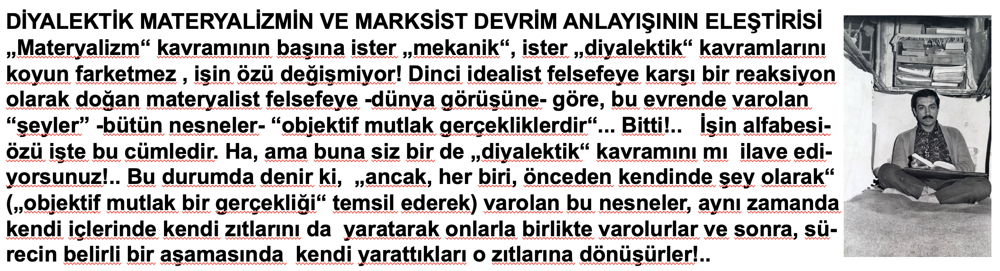 DİYALEKTİK MATERYALİZMİN VE MARKSİST DEVRİM ANLAYIŞININ ELEŞTİRİSİ
„Materyalizm“ kavramının başına ister „mekanik“, ister „diyalektik“ kavramlarını
koyun farketmez , işin özü değişmiyor! Dinci idealist felsefeye karşı bir reaksiyon
olarak doğan materyalist felsefeye -dünya görüşüne- göre, bu evrende varolan
“şeyler” -bütün nesneler- “objektif mutlak gerçekliklerdir“... Bitti!..   İşin alfabesi-
özü işte bu cümledir. Ha, ama buna siz bir de „diyalektik“ kavramını mı  ilave edi-
yorsunuz!.. Bu durumda denir ki,  „ancak, her biri, önceden kendinde şey olarak“
(„objektif mutlak bir gerçekliği“ temsil ederek) varolan bu nesneler, aynı zamanda
kendi içlerinde kendi zıtlarını da  yaratarak onlarla birlikte varolurlar ve sonra, sü-
recin belirli bir aşamasında  kendi yarattıkları o zıtlarına dönüşürler!..